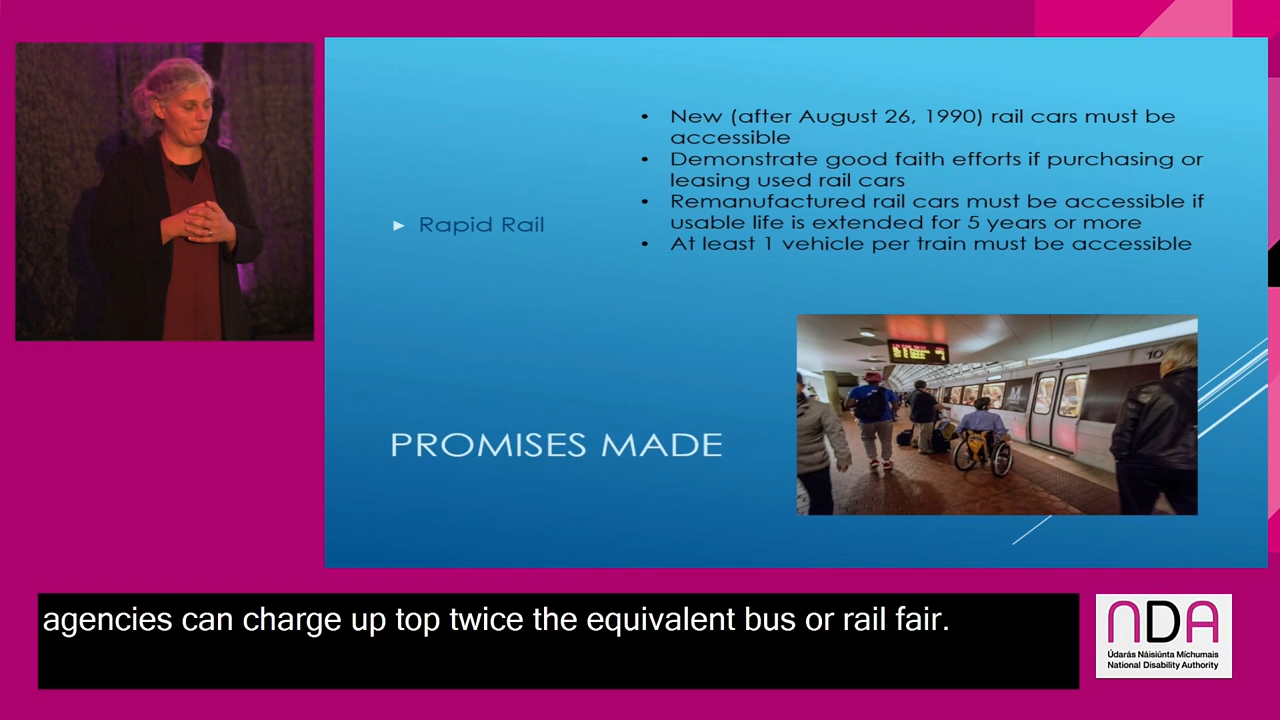 • New (after August 26, 1990) rail cars must be
accessible
• Demonstrate good faith efforts if purchasing or
leasing used rail cars
• Remanufactured rail cars must be accessible if
usable life is extended for 5 years or more
• At least 1 vehicle per train must be accessible
▶ Rapid Rail
PROMISES MADE
10
M
agencies can charge up top twice the equivalent bus or rail fair.
NDA
Údarás Náisiúnta Míchumais
National Disability Authority